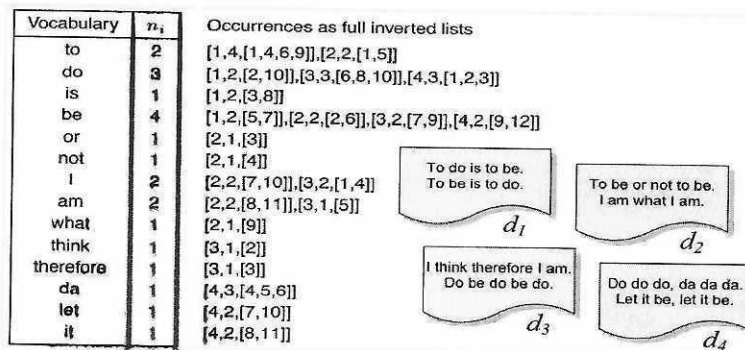 Vocabulary n_i Occurrences as full inverted lists
to 2 [1,4,[1,4,6,9]],[2,2,[1,5]]
do 3 [1,2,[2,10]],[3,3,[6,8,10]],[4,3,[1,2,3]]
is 1 [1,2,[3,8]]
be 4 [1,2,[5,7]],[2,2,[2,6]],[3,2,[7,9]],[4,2,[9,12]]
or 1 [2,1,[3]]
not 1 [2,1,[4]]
I 2 [2,2,[7,10]],[3,2,[1,4]]
am 2 [2,2,[8,11]],[3,1,[5]]
what 1 [2,1,[9]]
think 1 [3,1,[2]]
therefore 1 [3,1,[3]]
da 1 [4,3,[4,5,6]]
let 1 [4,2,[7,10]]
it 1 [4,2,[8,11]]
To do is to be.
To be is to do.
d1
To be or not to be.
I am what I am.
d2
I think therefore I am.
Do be do be do.
d3
Do do do, da da da.
Let it be, let it be.
d4